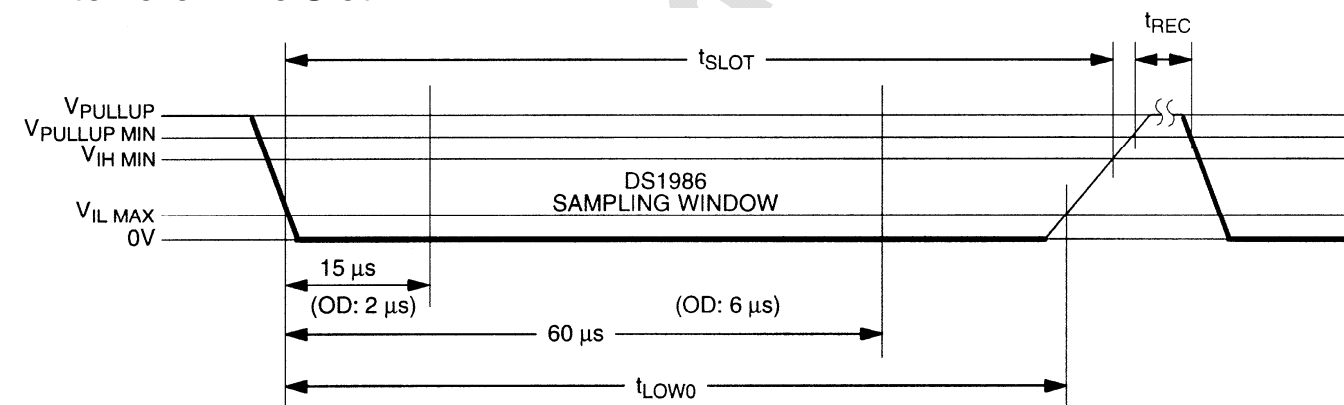 tREC
tSLOT
VPULLUP
VPULLUP MIN
VIH MIN
DS1986
SAMPLING WINDOW
VIL MAX
0V
15 μs
(OD: 2 μs)
(OD: 6 μs)
60 μs
tLOW0